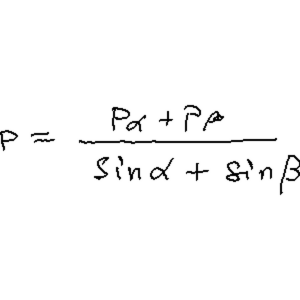 P = (Pα + Pβ) / (sinα + sinβ)